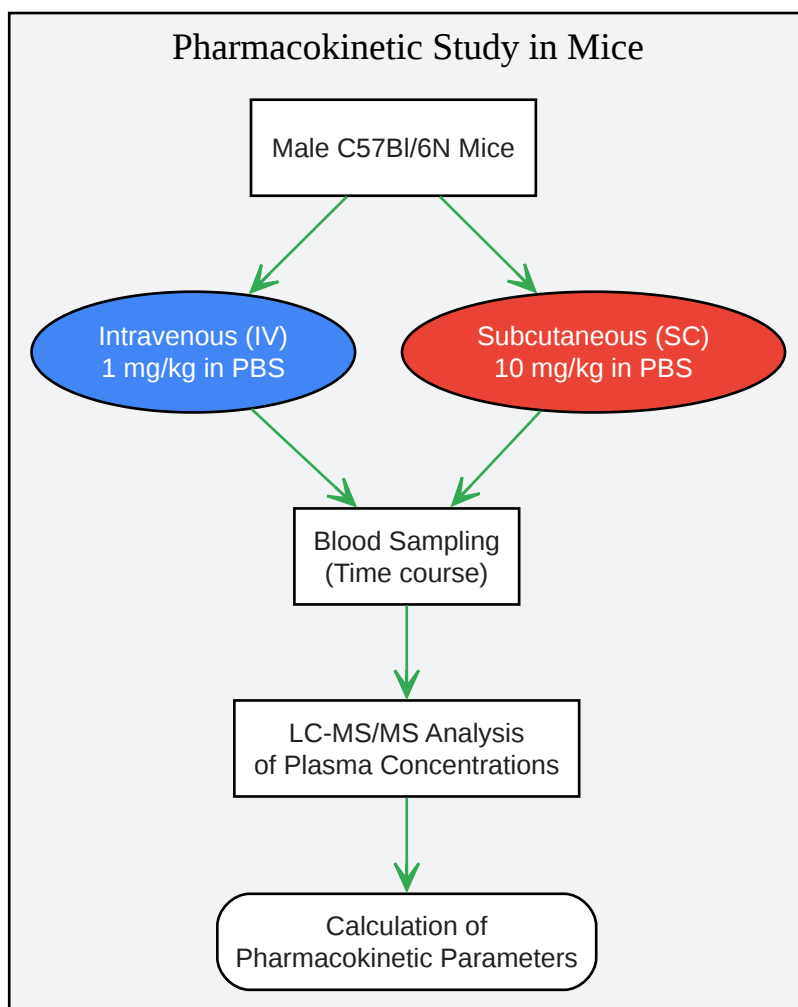 Pharmacokinetic Study in Mice
Male C57Bl/6N Mice
Intravenous (IV)
1 mg/kg in PBS
Subcutaneous (SC)
10 mg/kg in PBS
Blood Sampling
(Time course)
LC-MS/MS Analysis
of Plasma Concentrations
Calculation of
Pharmacokinetic Parameters